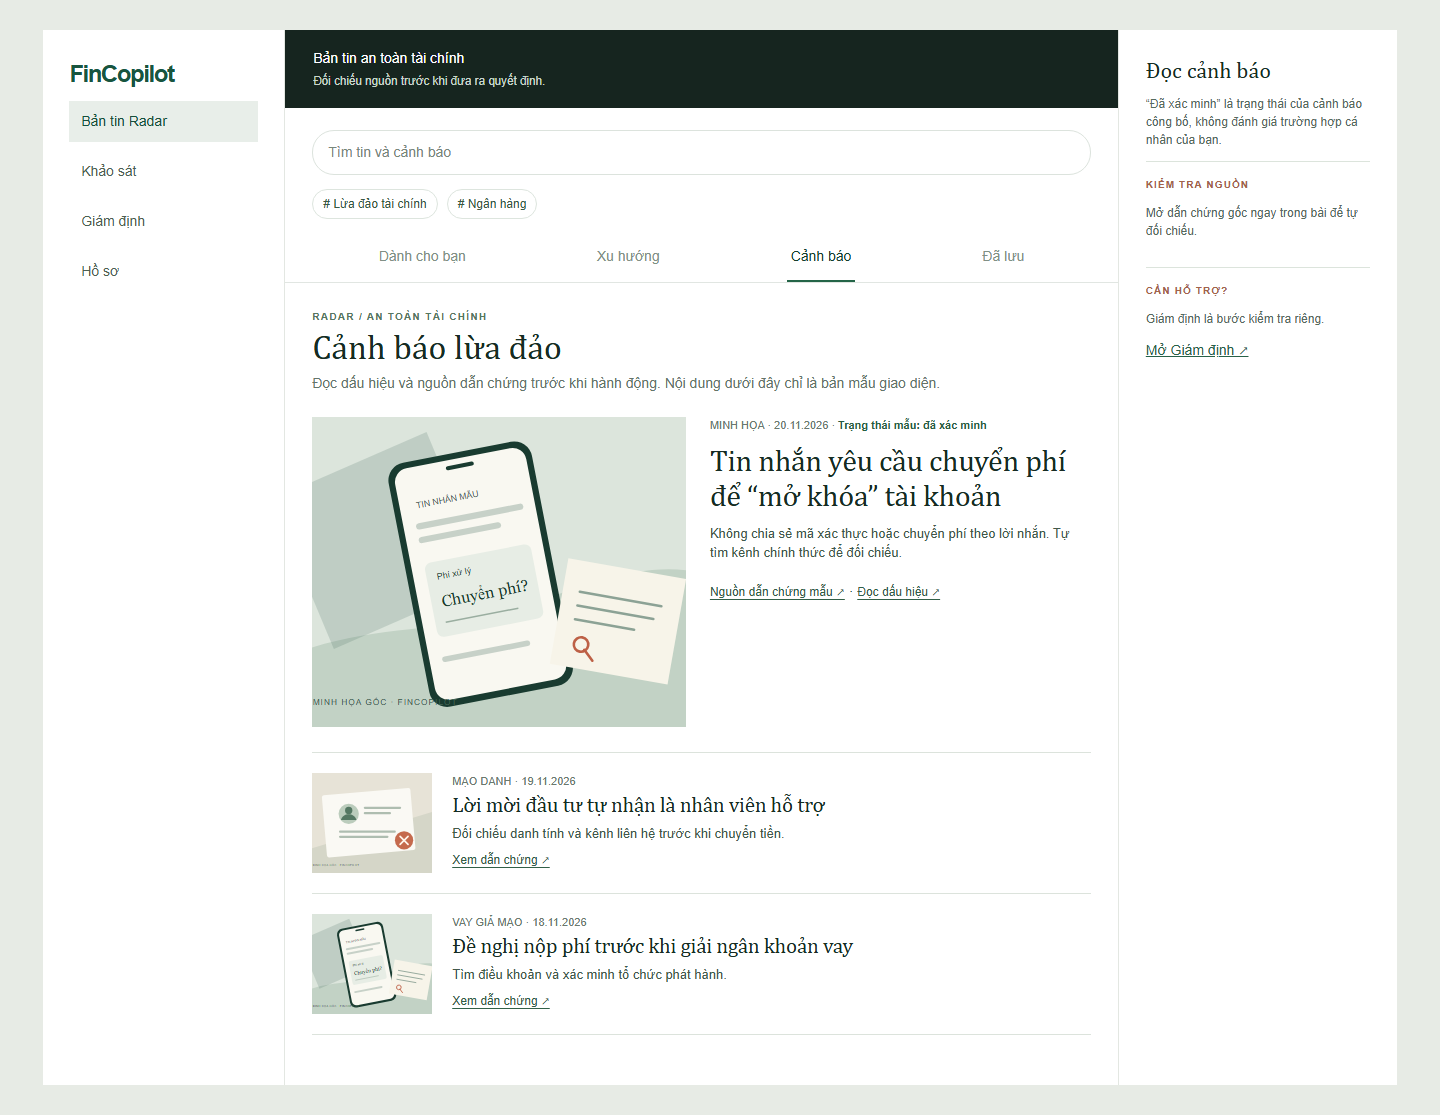 FinCopilot
Bản tin Radar
Khảo sát
Giám định
Hồ sơ
Bản tin an toàn tài chính
Đối chiếu nguồn trước khi đưa ra quyết định.
Tìm tin và cảnh báo
# Lừa đảo tài chính
# Ngân hàng
Dành cho bạn
Xu hướng
Cảnh báo
Đã lưu
RADAR / AN TOÀN TÀI CHÍNH
Cảnh báo lừa đảo
Đọc dấu hiệu và nguồn dẫn chứng trước khi hành động. Nội dung dưới đây chỉ là bản mẫu giao diện.
TIN NHẮN MẪU
Phí xử lý
Chuyển phí?
MINH HỌA GỐC · FINCOPILOT
MINH HỌA · 20.11.2026 · Trạng thái mẫu: đã xác minh
Tin nhắn yêu cầu chuyển phí
để “mở khóa” tài khoản
Không chia sẻ mã xác thực hoặc chuyển phí theo lời nhắn. Tự
tìm kênh chính thức để đối chiếu.
Nguồn dẫn chứng mẫu ↗ · Đọc dấu hiệu ↗
MẠO DANH · 19.11.2026
Lời mời đầu tư tự nhận là nhân viên hỗ trợ
Đối chiếu danh tính và kênh liên hệ trước khi chuyển tiền.
Xem dẫn chứng ↗
VAY GIẢ MẠO · 18.11.2026
Đề nghị nộp phí trước khi giải ngân khoản vay
Tìm điều khoản và xác minh tổ chức phát hành.
Xem dẫn chứng ↗
Chuyển phí?
Đọc cảnh báo
“Đã xác minh” là trạng thái của cảnh báo
công bố, không đánh giá trường hợp cá
nhân của bạn.
KIỂM TRA NGUỒN
Mở dẫn chứng gốc ngay trong bài để tự
đối chiếu.
CẦN HỖ TRỢ?
Giám định là bước kiểm tra riêng.
Mở Giám định ↗